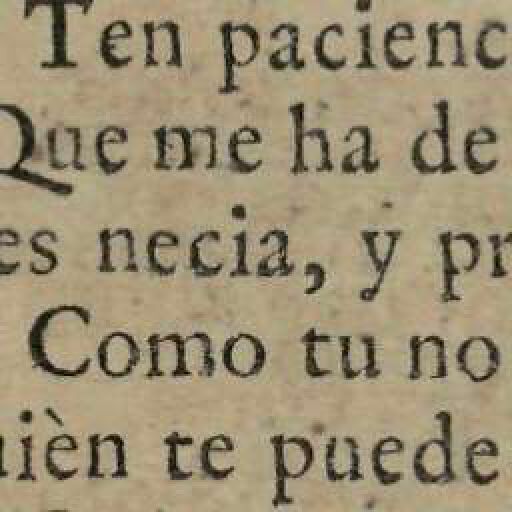 Ten pacienc
Que me ha de
es necia, y pr
Como tu no
uièn te puede